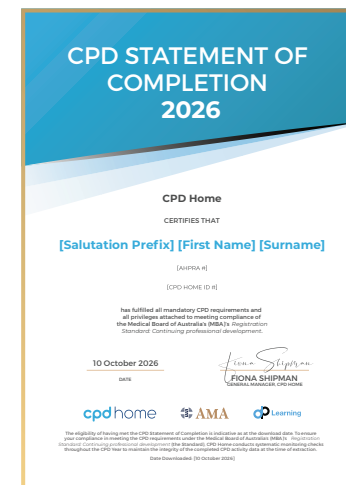 CPD STATEMENT OF
COMPLETION
2026
CPD Home
CERTIFIES THAT
[Salutation Prefix] [First Name] [Surname]
[AHPRA #]
[CPD HOME ID #]
has fulfilled all mandatory CPD requirements and
all privileges attached to meeting compliance of
the Medical Board of Australia's (MBA)'s Registration
Standard: Continuing professional development.
10 October 2026
Fiona Shipman
DATE
FIONA SHIPMAN
GENERAL MANAGER, CPD HOME
cpdhome
AMA
dp Learning
The eligibility of having met the CPD Statement of Completion is indicative as at the download date. To ensure
your compliance in meeting the CPD requirements under the Medical Board of Australian (MBA)'s Registration
Standard: Continuing professional development (the Standard). CPD Home conducts systematic monitoring checks
throughout the CPD Year to maintain the integrity of the completed CPD activity data at the time of extraction.
Date Downloaded: [10 October 2026]